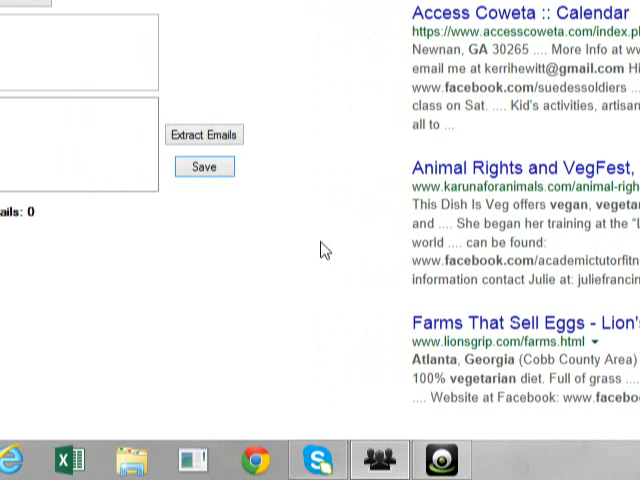 Extract Emails
Save
ails: 0
Access Coweta :: Calendar
https://www.accesscoweta.com/index.pl
Newnan, GA 30265 .... More Info at ww
email me at kerrihewitt@gmail.com Hi
www.facebook.com/suedessoldiers ...
class on Sat. .... Kid's activities, artisan
all to ...
Animal Rights and VegFest,
www.karunaforanimals.com/animal-righ
This Dish Is Veg offers vegan, vegetar
and .... She began her training at the "L
world .... can be found:
www.facebook.com/academictutorfitn
information contact Julie at: juliefrancin
Farms That Sell Eggs - Lion's
www.lionsgrip.com/farms.html
Atlanta, Georgia (Cobb County Area)
100% vegetarian diet. Full of grass ....
.... Website at Facebook: www.facebo